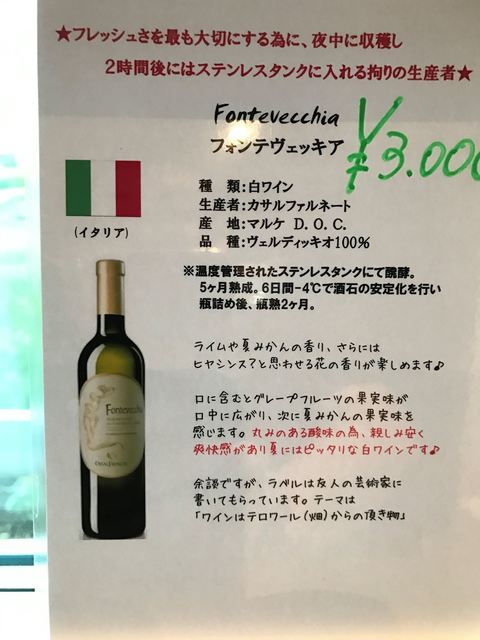 ★フレッシュさを最も大切にする為に、夜中に収穫し
2時間後にはステンレスタンクに入れる拘りの生産者★
Fontevecchia
フォンテヴェッキア
¥3.000
(イタリア)
種 類:白ワイン
生産者:カサルファルネート
産 地:マルケ D.O.C.
品 種:ヴェルディッキオ100%
※温度管理されたステンレスタンクにて醗酵。
5ヶ月熟成。6日間-4℃で酒石の安定化を行い
瓶詰め後、瓶熟2ヶ月。
ライムや夏みかんの香り、さらには
ヒヤシンス?と思わせる花の香りが楽しめます♪
口に含むとグレープフルーツの果実味が
口中に広がり、次に夏みかんの果実味を
感じます。丸みのある酸味の為、親しみ安く
爽快感があり夏にはピッタリな白ワインです♪
余談ですが、ラベルは友人の芸術家に
書いてもらっています。テーマは
「ワインはテロワール(畑)からの頂き物」
Fontevecchia
CASALFARNETO